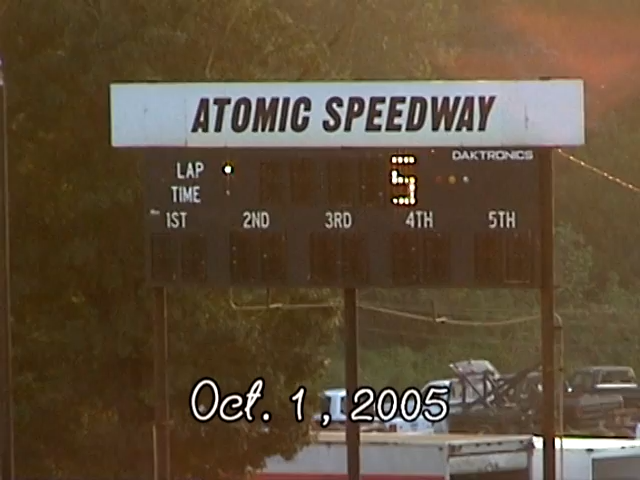 ATOMIC SPEEDWAY
DAKTRONICS
LAP 5
TIME
1ST 2ND 3RD 4TH 5TH
Oct. 1, 2005